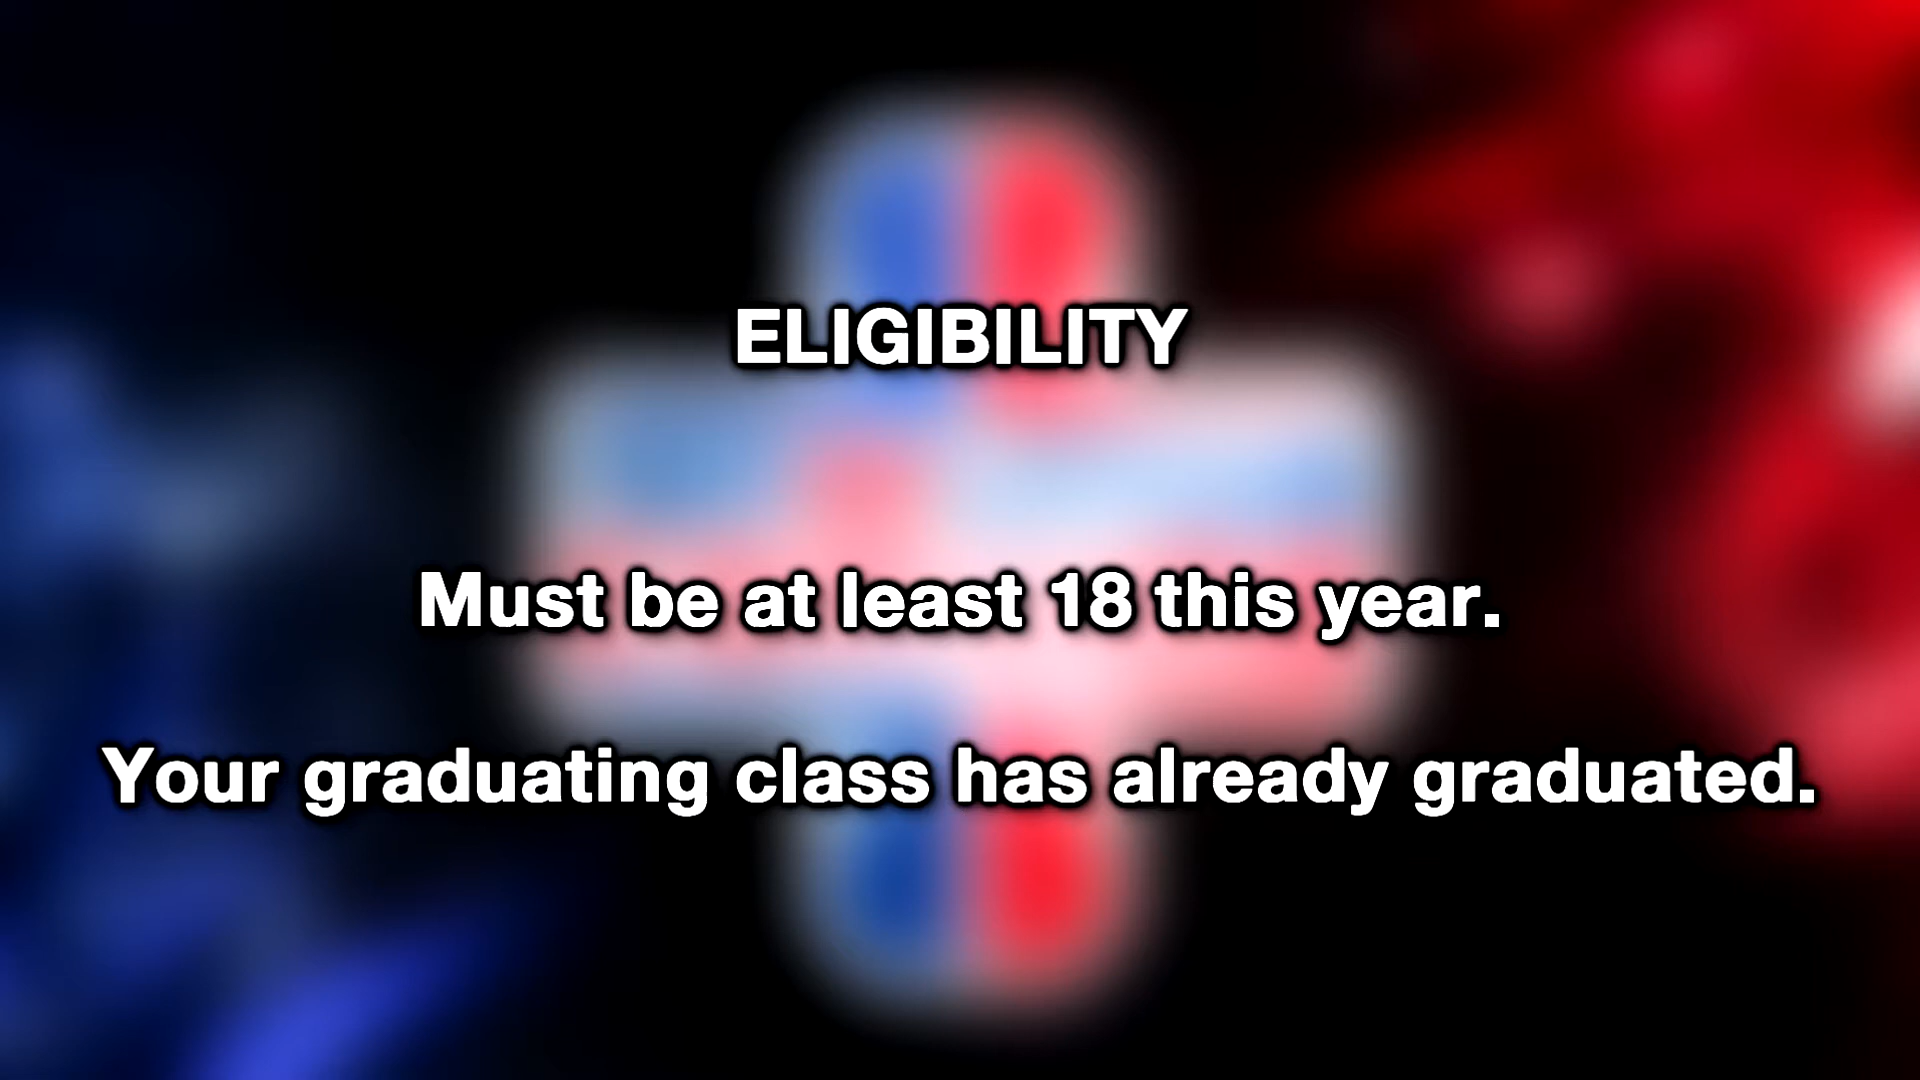 ELIGIBILITY
Must be at least 18 this year.
Your graduating class has already graduated.